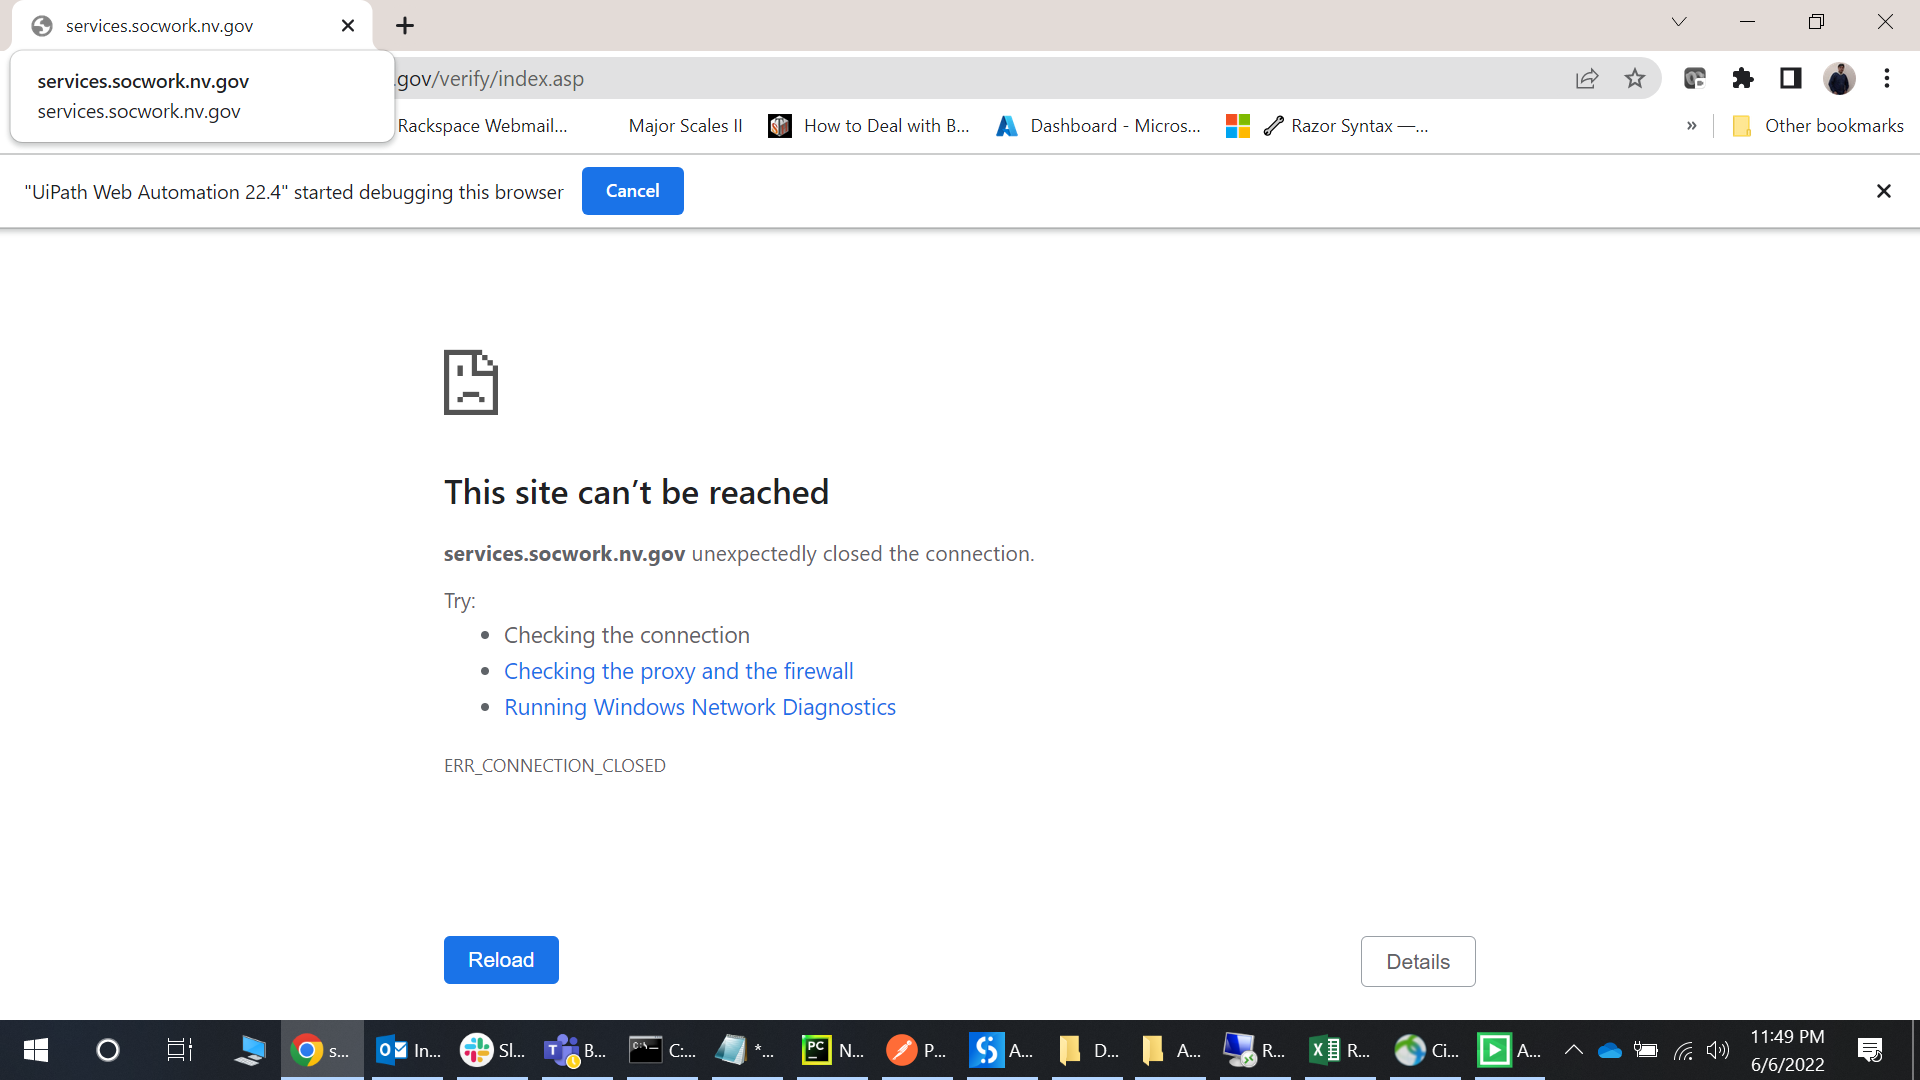 services.socwork.nv.gov
services.socwork.nv.gov
services.socwork.nv.gov
.gov/verify/index.asp
Rackspace Webmail...
Major Scales II
How to Deal with B...
Dashboard - Micros...
Razor Syntax —...
»
Other bookmarks
"UiPath Web Automation 22.4" started debugging this browser
Cancel
This site can’t be reached
services.socwork.nv.gov unexpectedly closed the connection.
Try:
• Checking the connection
• Checking the proxy and the firewall
• Running Windows Network Diagnostics
ERR_CONNECTION_CLOSED
Reload
Details
s... In... Sl... B... C:... *... N... P... A... D... A... R... R... Ci... A...
11:49 PM
6/6/2022